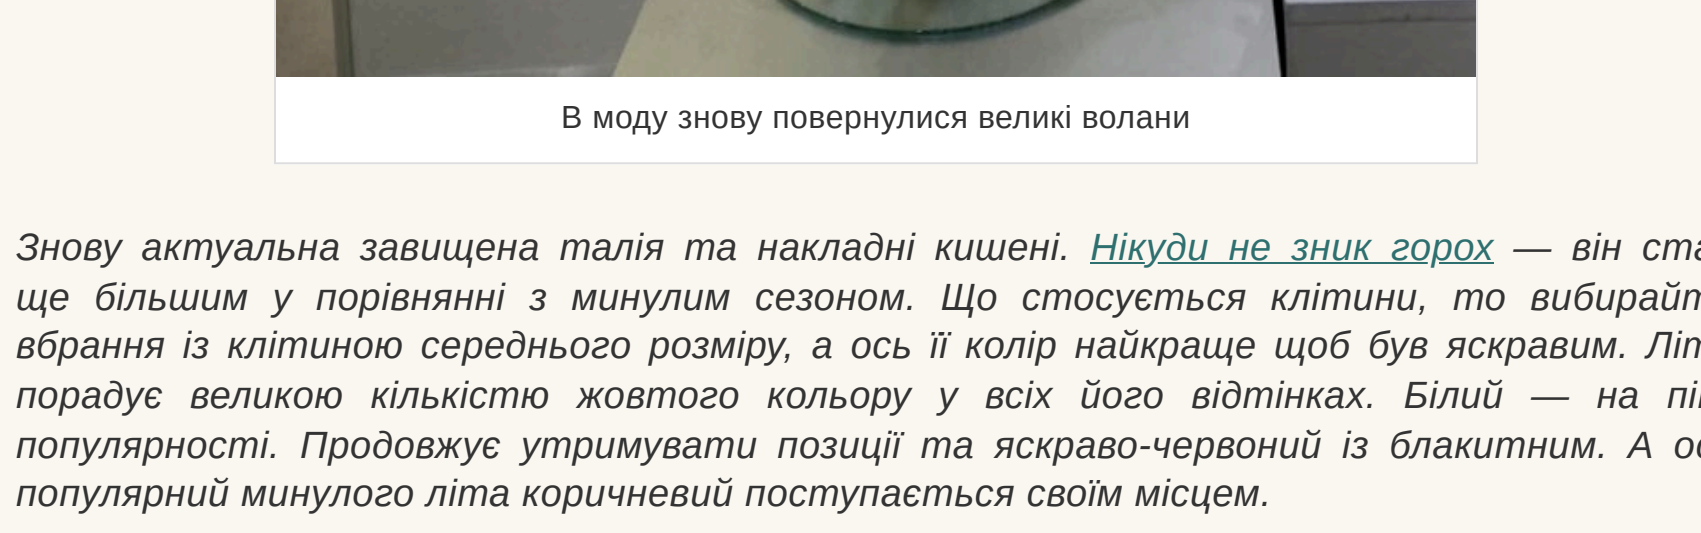 В моду знову повернулися великі волани
Знову актуальна завищена талія та накладні кишені. Нікуди не зник горох — він
ще більшим у порівнянні з минулим сезоном. Що стосується клітини, то
вбрання із клітиною середнього розміру, а ось її колір найкраще щоб був яскравим.
порадує великою кількістю жовтого кольору у всіх його відтінках. Білий — на
популярності. Продовжує утримувати позиції та яскраво-червоний із блакитним. А
популярний минулого літа коричневий поступається своїм місцем.